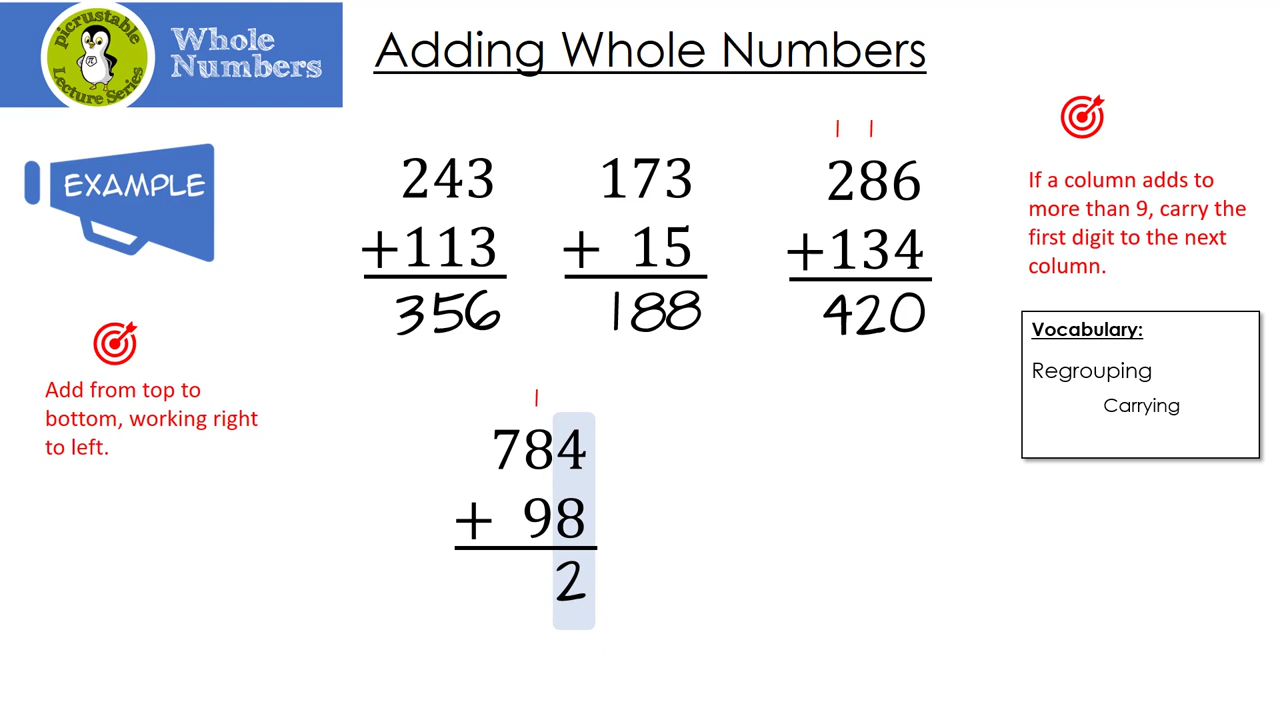 picrustable
Lecture Series
π
Whole
Numbers
Adding Whole Numbers
EXAMPLE
243
+113
356
173
+ 15
188
1 1
286
+134
420
If a column adds to
more than 9, carry the
first digit to the next
column.
Vocabulary:
Regrouping
Carrying
Add from top to
bottom, working right
to left.
1
784
+ 98
2